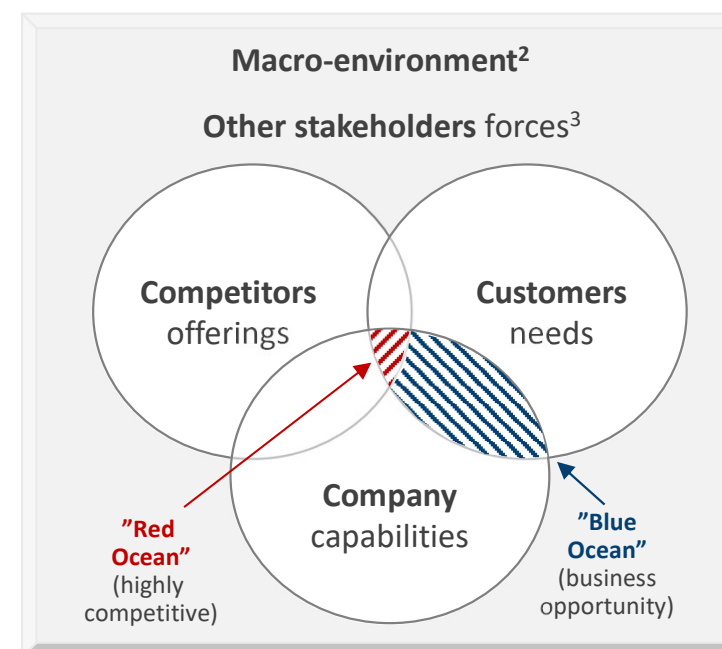 Macro-environment²
Other stakeholders forces³
Competitors
offerings
Customers
needs
Company
capabilities
”Red
Ocean”
(highly
competitive)
”Blue
Ocean”
(business
opportunity)